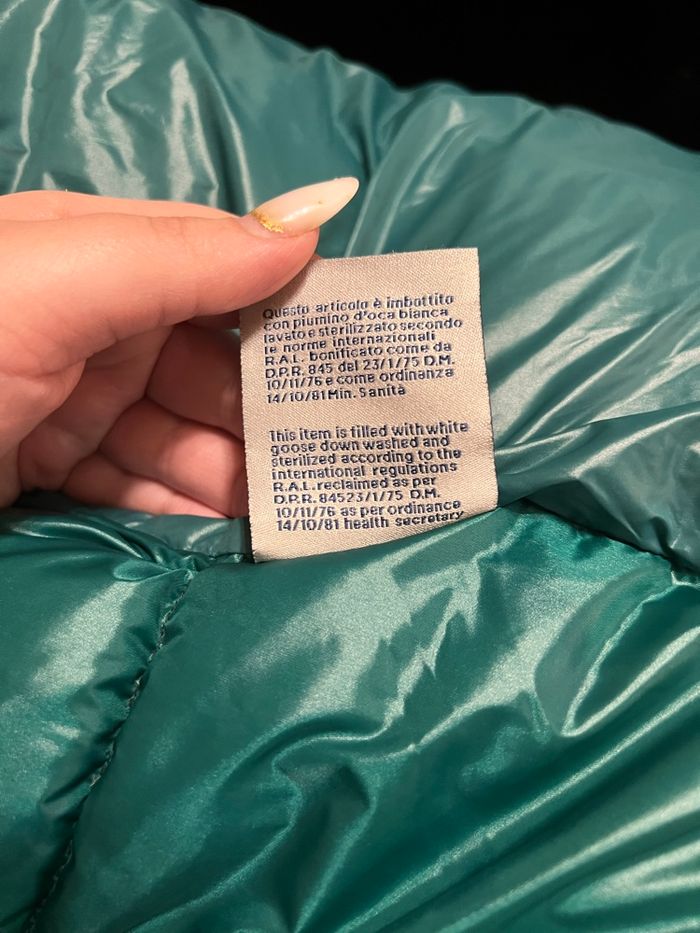 Questo articolo è imbottito
con piumino d'oca bianca
lavato e sterilizzato secondo
le norme internazionali
R.A.L. bonificato come da
D.P.R. 845 del 23/1/75 D.M.
10/11/76 e come ordinanza
14/10/81 Min. Sanità
This item is filled with white
goose down washed and
sterilized according to the
international regulations
R.A.L. reclaimed as per
D.P.R. 84523/1/75 D.M.
10/11/76 as per ordinance
14/10/81 health secretary